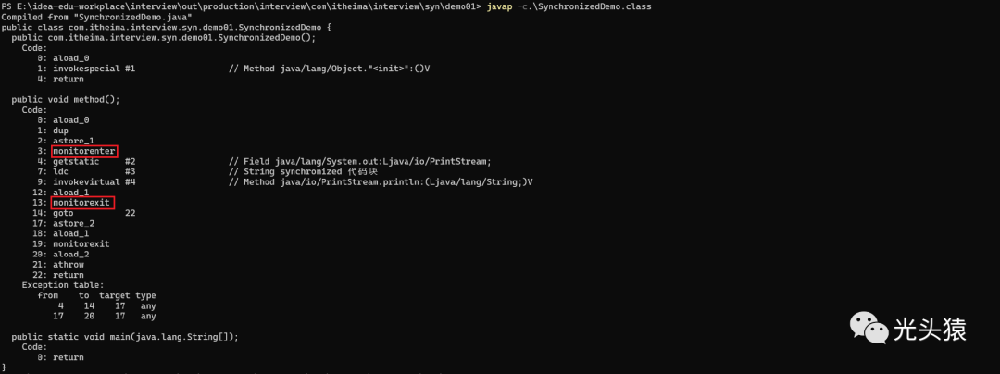 PS E:\idea-edu-workplace\interview\out\production\interview\com\itheima\interview\syn\demo01> javap -c .\SynchronizedDemo.class
Compiled from "SynchronizedDemo.java"
public class com.itheima.interview.syn.demo01.SynchronizedDemo {
  public com.itheima.interview.syn.demo01.SynchronizedDemo();
    Code:
       0: aload_0
       1: invokespecial #1                  // Method java/lang/Object."<init>":()V
       4: return

  public void method();
    Code:
       0: aload_0
       1: dup
       2: astore_1
       3: monitorenter
       4: getstatic     #2                  // Field java/lang/System.out:Ljava/io/PrintStream;
       7: ldc           #3                  // String synchronized 代码块
       9: invokevirtual #4                  // Method java/io/PrintStream.println:(Ljava/lang/String;)V
      12: aload_1
      13: monitorexit
      14: goto          22
      17: astore_2
      18: aload_1
      19: monitorexit
      20: aload_2
      21: athrow
      22: return
    Exception table:
       from    to  target type
           4    14    17   any
          17    20    17   any

  public static void main(java.lang.String[]);
    Code:
       0: return
}
光头猿